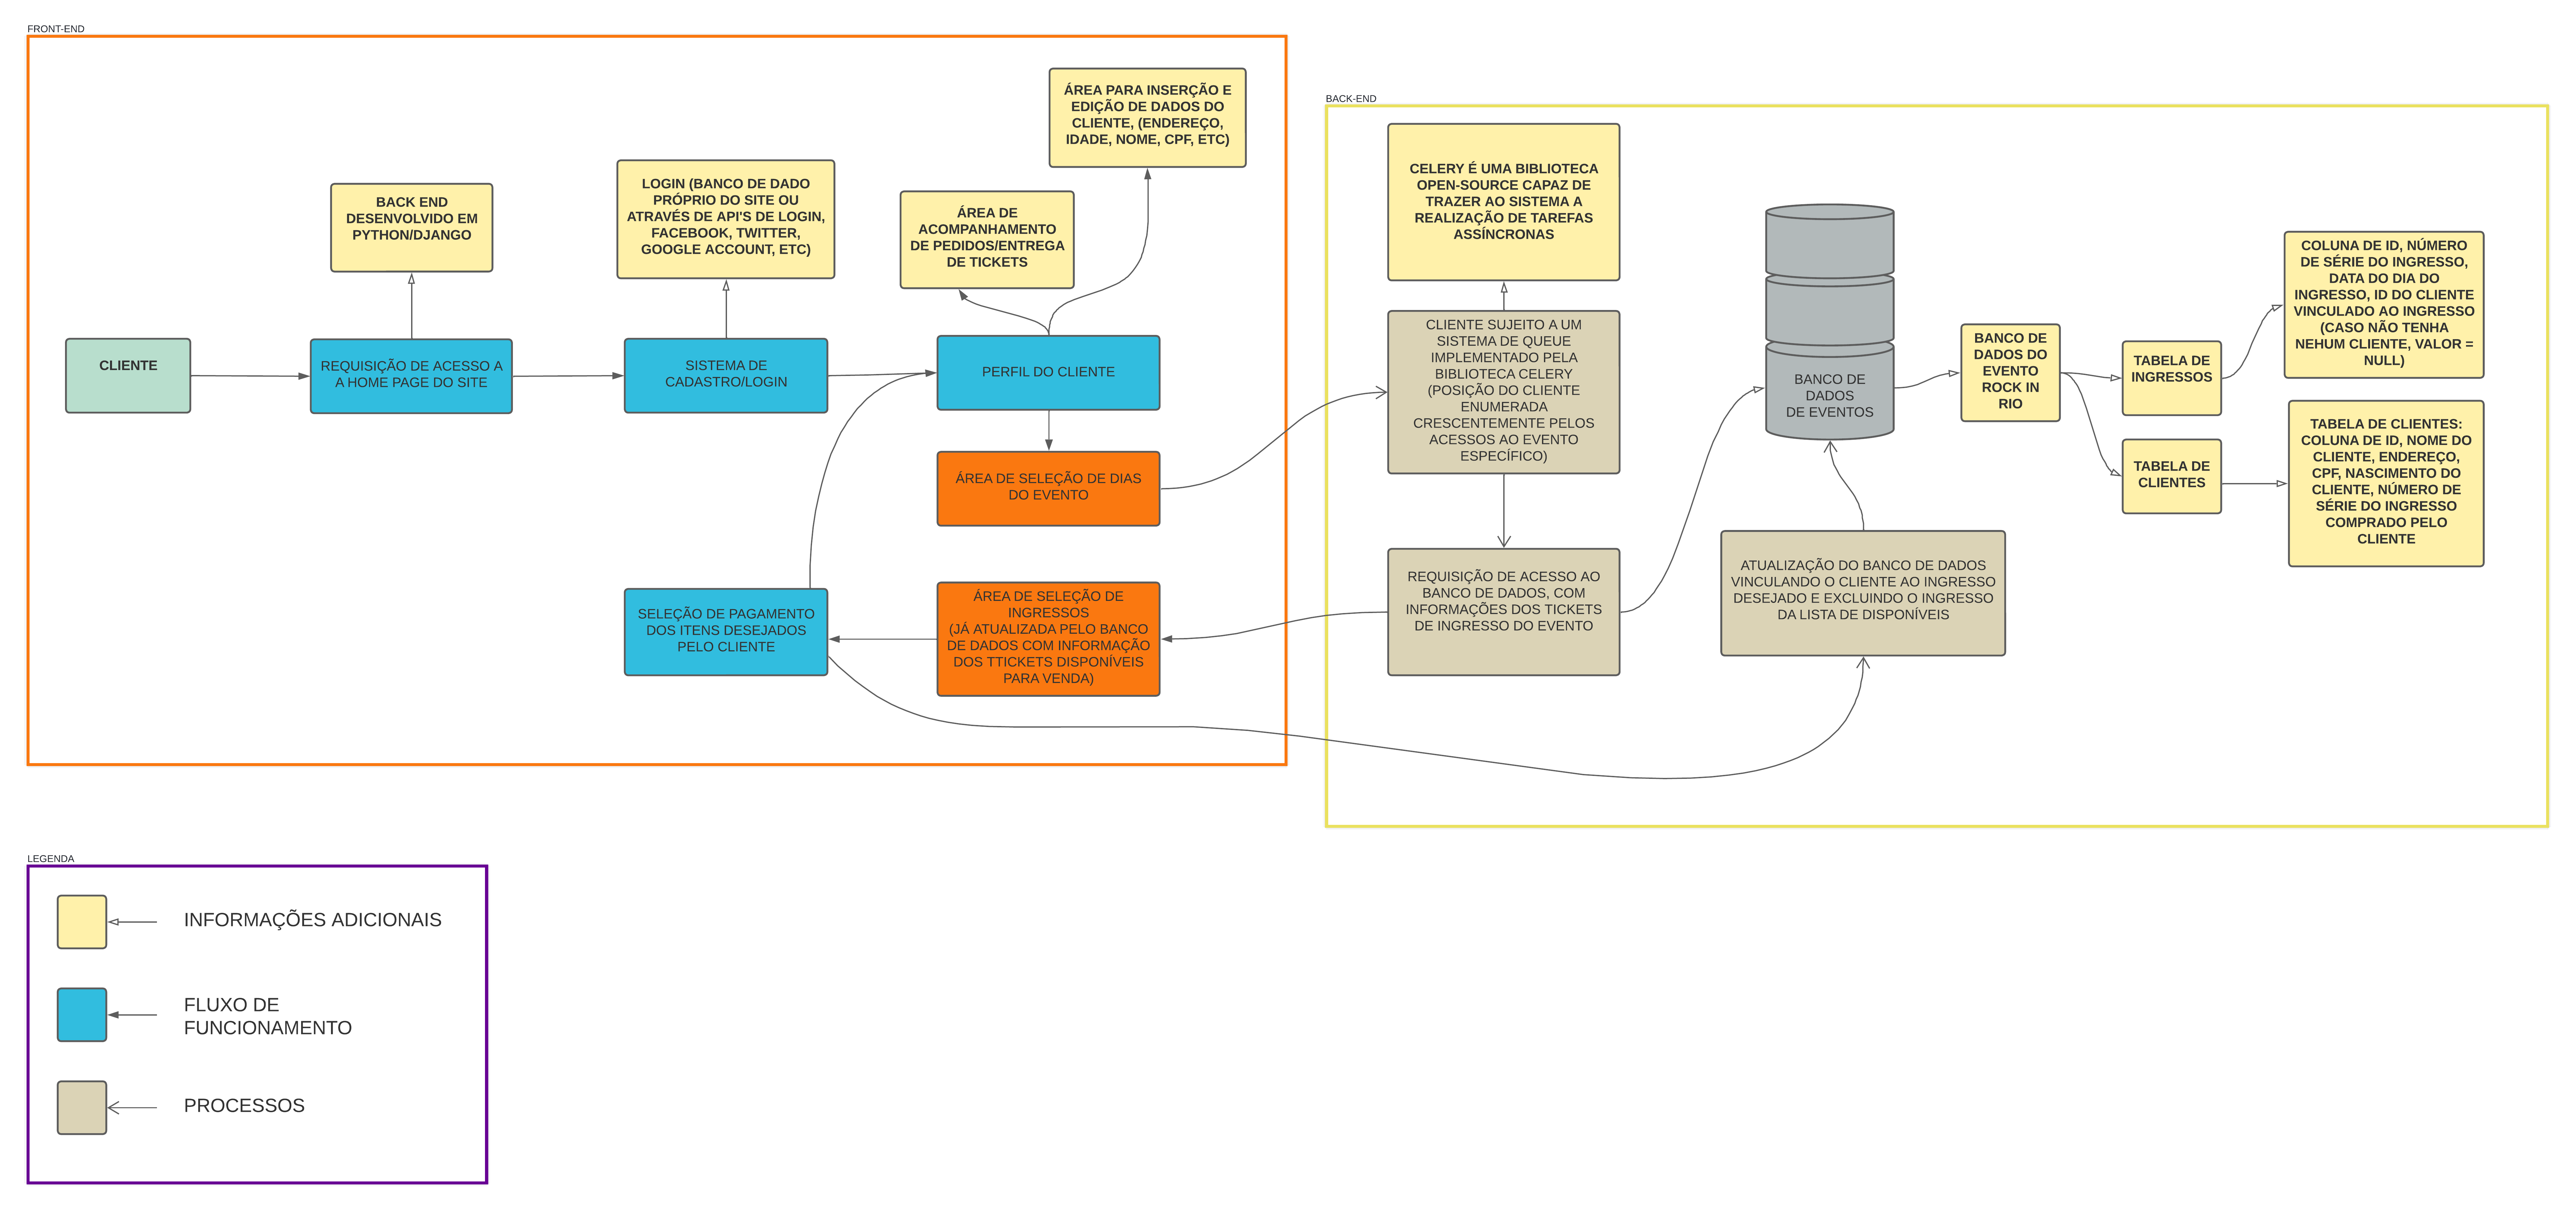 FRONT-END
ÁREA PARA INSERÇÃO E
EDIÇÃO DE DADOS DO
CLIENTE, (ENDEREÇO,
IDADE, NOME, CPF, ETC)
BACK END
DESENVOLVIDO EM
PYTHON/DJANGO
LOGIN (BANCO DE DADO
PRÓPRIO DO SITE OU
ATRAVÉS DE API'S DE LOGIN,
FACEBOOK, TWITTER,
GOOGLE ACCOUNT, ETC)
ÁREA DE
ACOMPANHAMENTO
DE PEDIDOS/ENTREGA
DE TICKETS
CLIENTE
REQUISIÇÃO DE ACESSO A
A HOME PAGE DO SITE
SISTEMA DE
CADASTRO/LOGIN
PERFIL DO CLIENTE
ÁREA DE SELEÇÃO DE DIAS
DO EVENTO
SELEÇÃO DE PAGAMENTO
DOS ITENS DESEJADOS
PELO CLIENTE
ÁREA DE SELEÇÃO DE
INGRESSOS
(JÁ ATUALIZADA PELO BANCO
DE DADOS COM INFORMAÇÃO
DOS TTICKETS DISPONÍVEIS
PARA VENDA)
BACK-END
CELERY É UMA BIBLIOTECA
OPEN-SOURCE CAPAZ DE
TRAZER AO SISTEMA A
REALIZAÇÃO DE TAREFAS
ASSÍNCRONAS
CLIENTE SUJEITO A UM
SISTEMA DE QUEUE
IMPLEMENTADO PELA
BIBLIOTECA CELERY
(POSIÇÃO DO CLIENTE
ENUMERADA
CRESCENTEMENTE PELOS
ACESSOS AO EVENTO
ESPECÍFICO)
REQUISIÇÃO DE ACESSO AO
BANCO DE DADOS, COM
INFORMAÇÕES DOS TICKETS
DE INGRESSO DO EVENTO
BANCO DE
DADOS
DE EVENTOS
ATUALIZAÇÃO DO BANCO DE DADOS
VINCULANDO O CLIENTE AO INGRESSO
DESEJADO E EXCLUINDO O INGRESSO
DA LISTA DE DISPONÍVEIS
BANCO DE
DADOS DO
EVENTO
ROCK IN
RIO
TABELA DE
INGRESSOS
TABELA DE
CLIENTES
COLUNA DE ID, NÚMERO
DE SÉRIE DO INGRESSO,
DATA DO DIA DO
INGRESSO, ID DO CLIENTE
VINCULADO AO INGRESSO
(CASO NÃO TENHA
NEHUM CLIENTE, VALOR =
NULL)
TABELA DE CLIENTES:
COLUNA DE ID, NOME DO
CLIENTE, ENDEREÇO,
CPF, NASCIMENTO DO
CLIENTE, NÚMERO DE
SÉRIE DO INGRESSO
COMPRADO PELO
CLIENTE
LEGENDA
INFORMAÇÕES ADICIONAIS
FLUXO DE
FUNCIONAMENTO
PROCESSOS